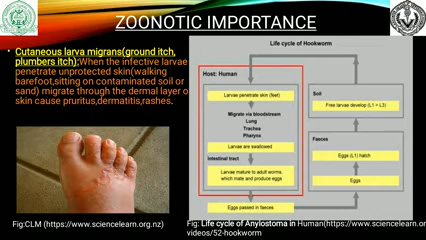 ZOONOTIC IMPORTANCE
• Cutaneous larva migrans(ground itch,
plumbers itch):When the infective larvae
penetrate unprotected skin(walking
barefoot,sitting on contaminated soil or
sand) migrate through the dermal layer o
skin cause pruritus,dermatitis,rashes.
Fig:CLM (https://www.sciencelearn.org.nz)
Life cycle of Hookworm
Host: Human
Larvae penetrate skin (feet)
Migrate via bloodstream
Lung
Trachea
Pharynx
Larvae are swallowed
Intestinal tract
Larvae mature to adult worms,
which mate and produce eggs
Eggs passed in faeces
Soil
Free larvae develop (L1 > L3)
Faeces
Eggs (L1) hatch
Eggs
Fig: Life cycle of Anylostoma in Human(https://www.sciencelearn.or
videos/52-hookworm